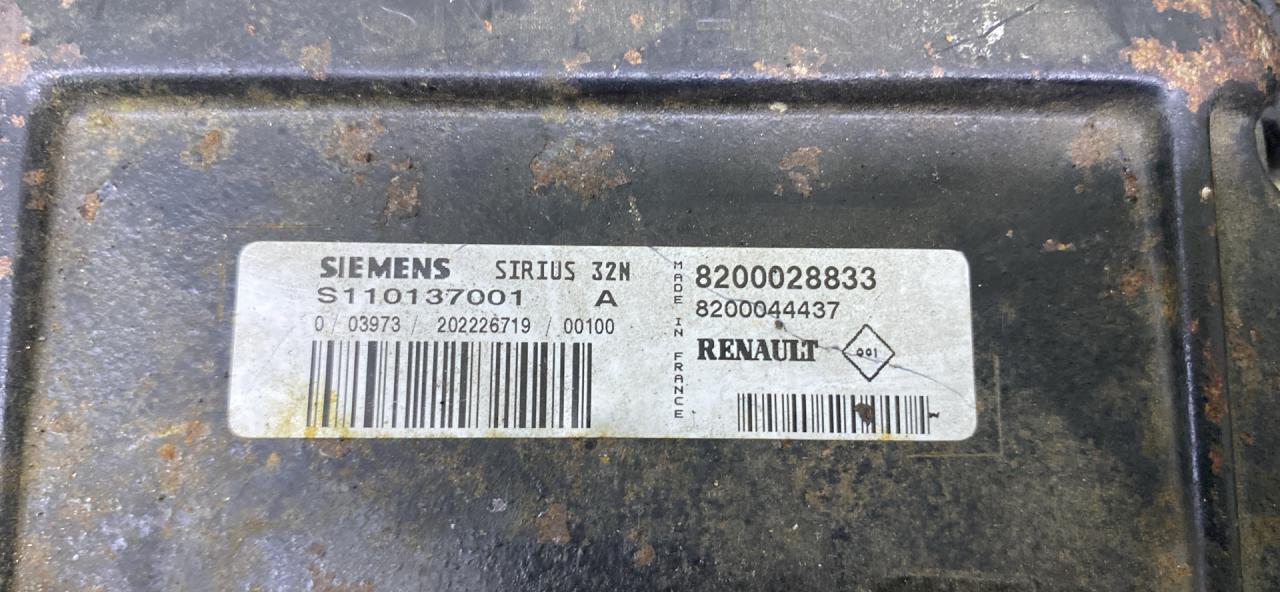 SIEMENS SIRIUS 32N
S110137001 A
0 / 03973 / 202226719 / 00100
MADE IN FRANCE
8200028833
8200044437
RENAULT 001